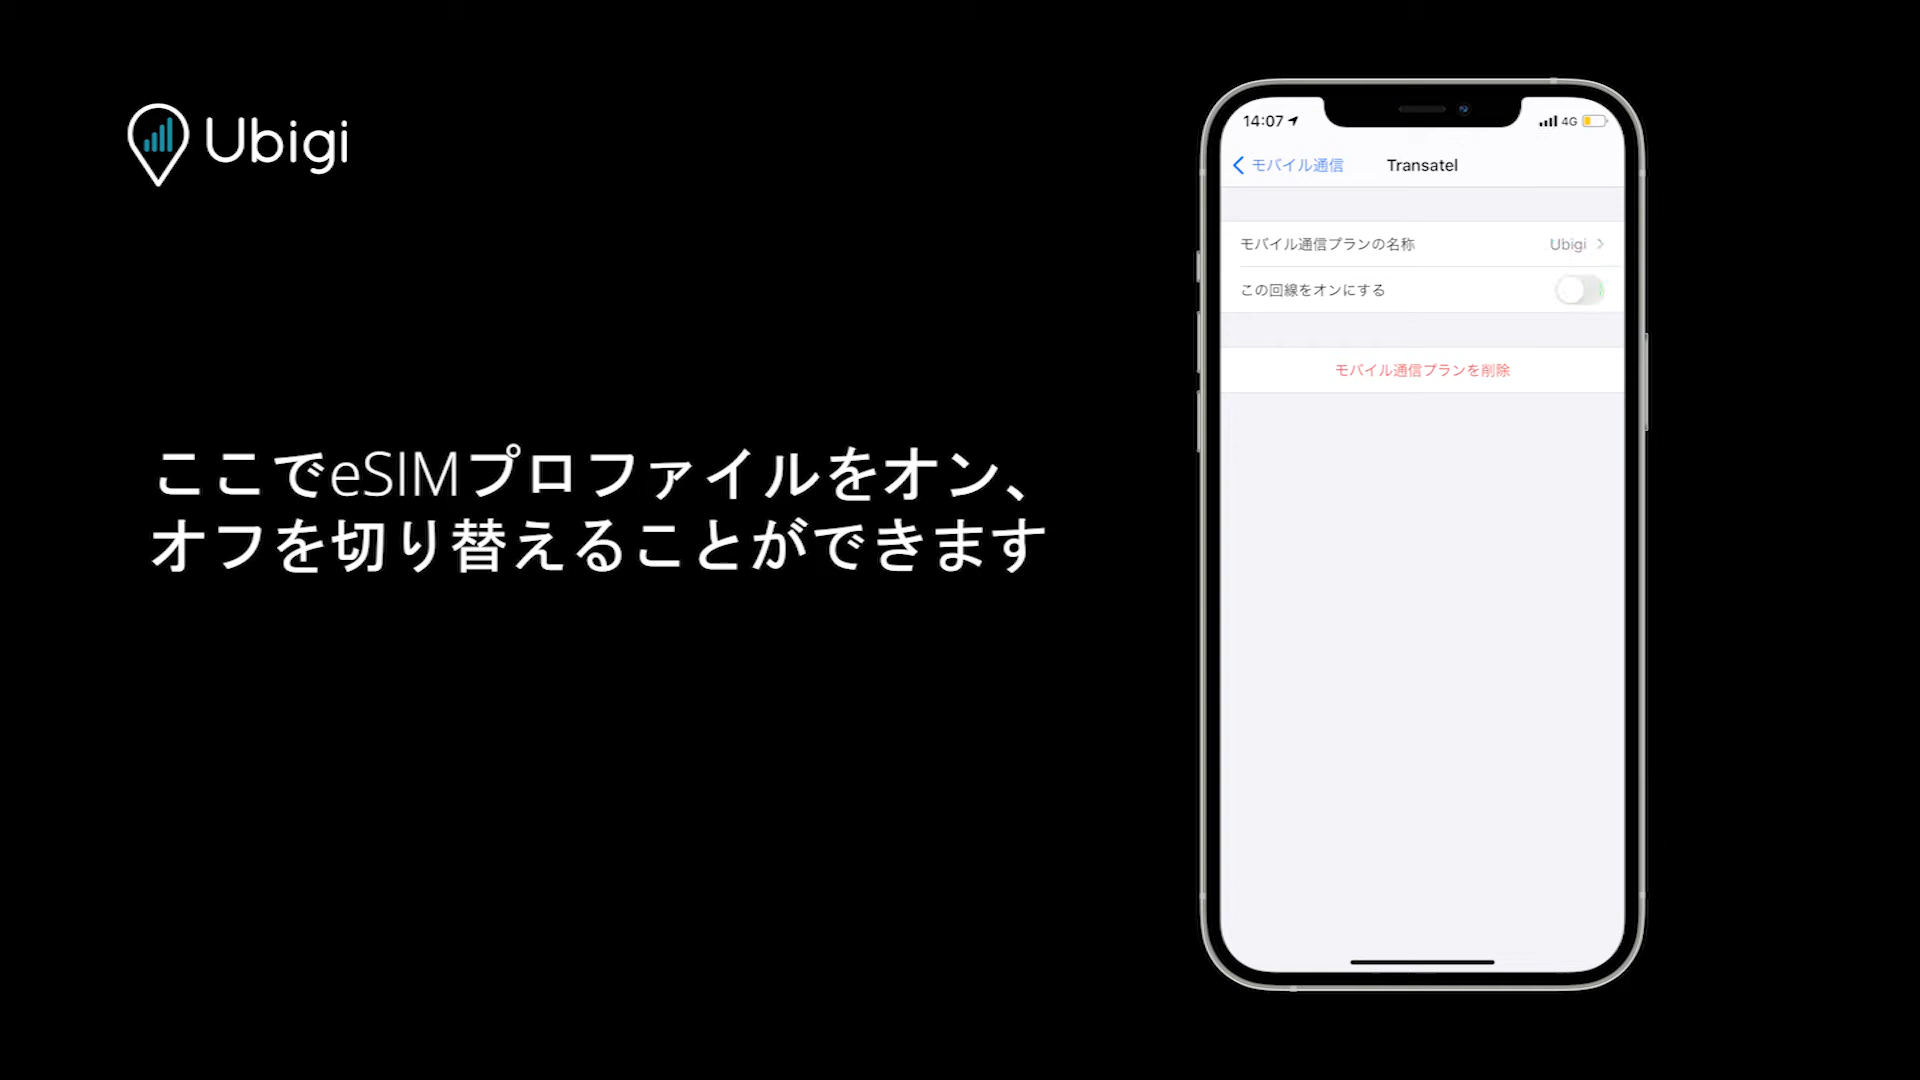 Ubigi
ここでeSIMプロファイルをオン、
オフを切り替えることができます
14:07
4G
モバイル通信
Transatel
モバイル通信プランの名称
Ubigi
この回線をオンにする
モバイル通信プランを削除